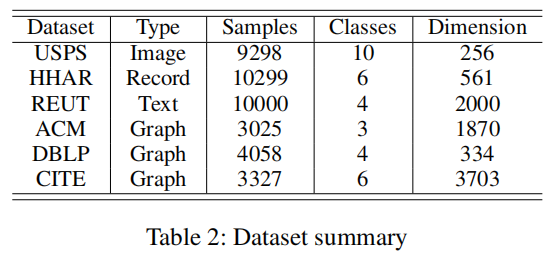 Dataset Type Samples Classes Dimension
USPS Image 9298 10 256
HHAR Record 10299 6 561
REUT Text 10000 4 2000
ACM Graph 3025 3 1870
DBLP Graph 4058 4 334
CITE Graph 3327 6 3703
Table 2: Dataset summary